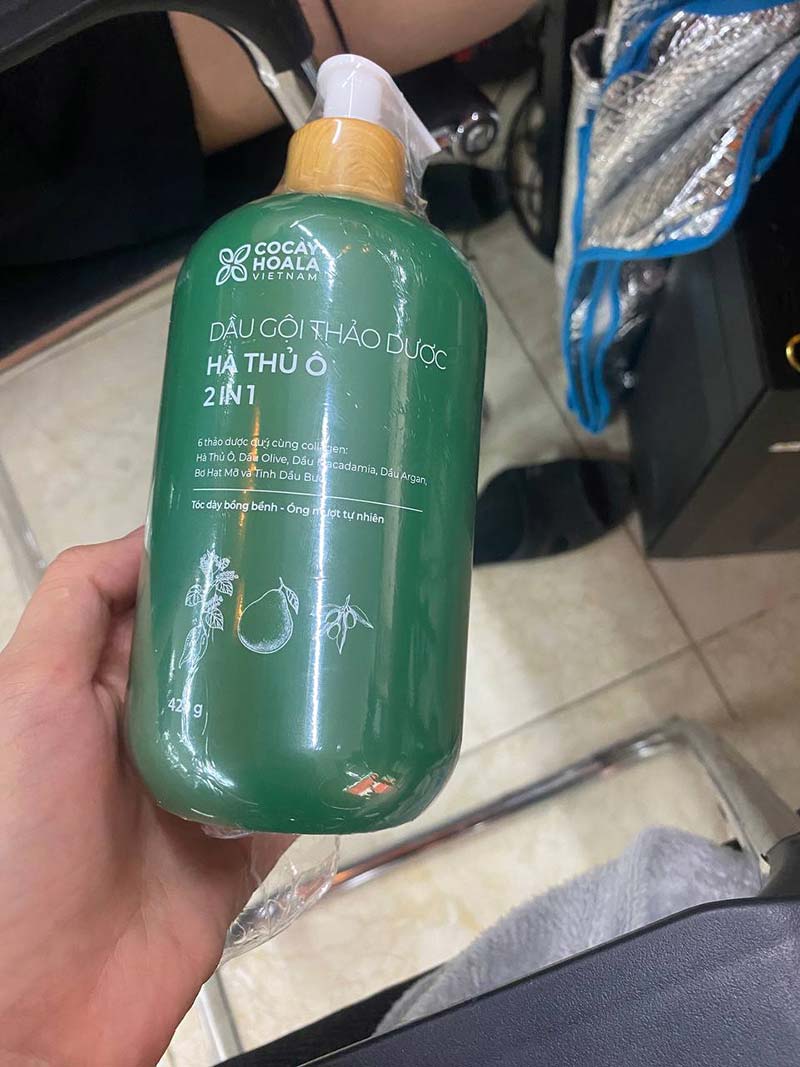 COCAY
HOALA
VIETNAM
DẦU GỘI THẢO DƯỢC
HÀ THỦ Ô
2 IN 1
6 thảo dược quý cùng collagen:
Hà Thủ Ô, Dầu Olive, Dầu Macadamia, Dầu Argan,
Bơ Hạt Mỡ và Tinh Dầu Bưởi
Tóc dày bồng bềnh - Óng mượt tự nhiên